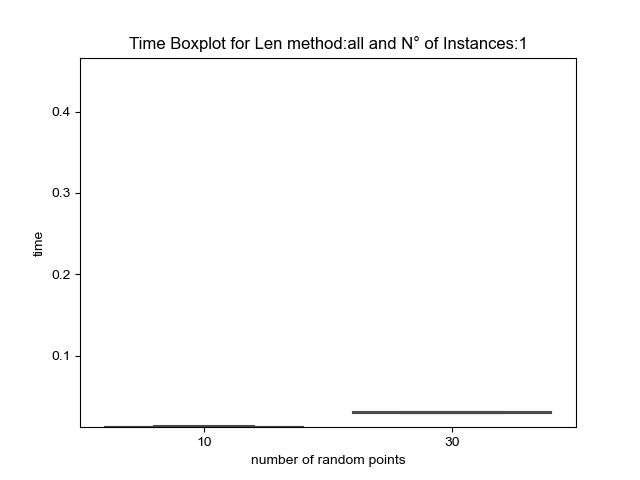 Time Boxplot for Len method:all and N° of Instances:1
0.4
0.3
0.2
0.1
time
10
30
number of random points